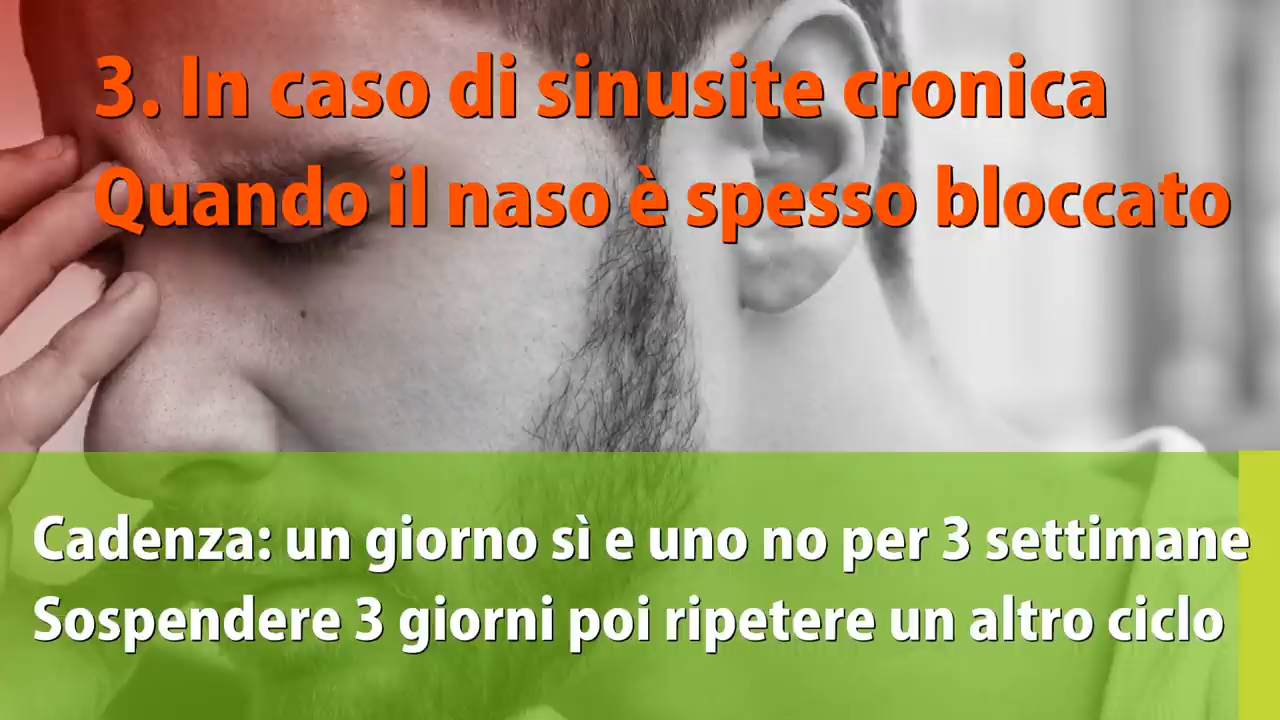 3. In caso di sinusite cronica
Quando il naso è spesso bloccato
Cadenza: un giorno sì e uno no per 3 settimane
Sospendere 3 giorni poi ripetere un altro ciclo